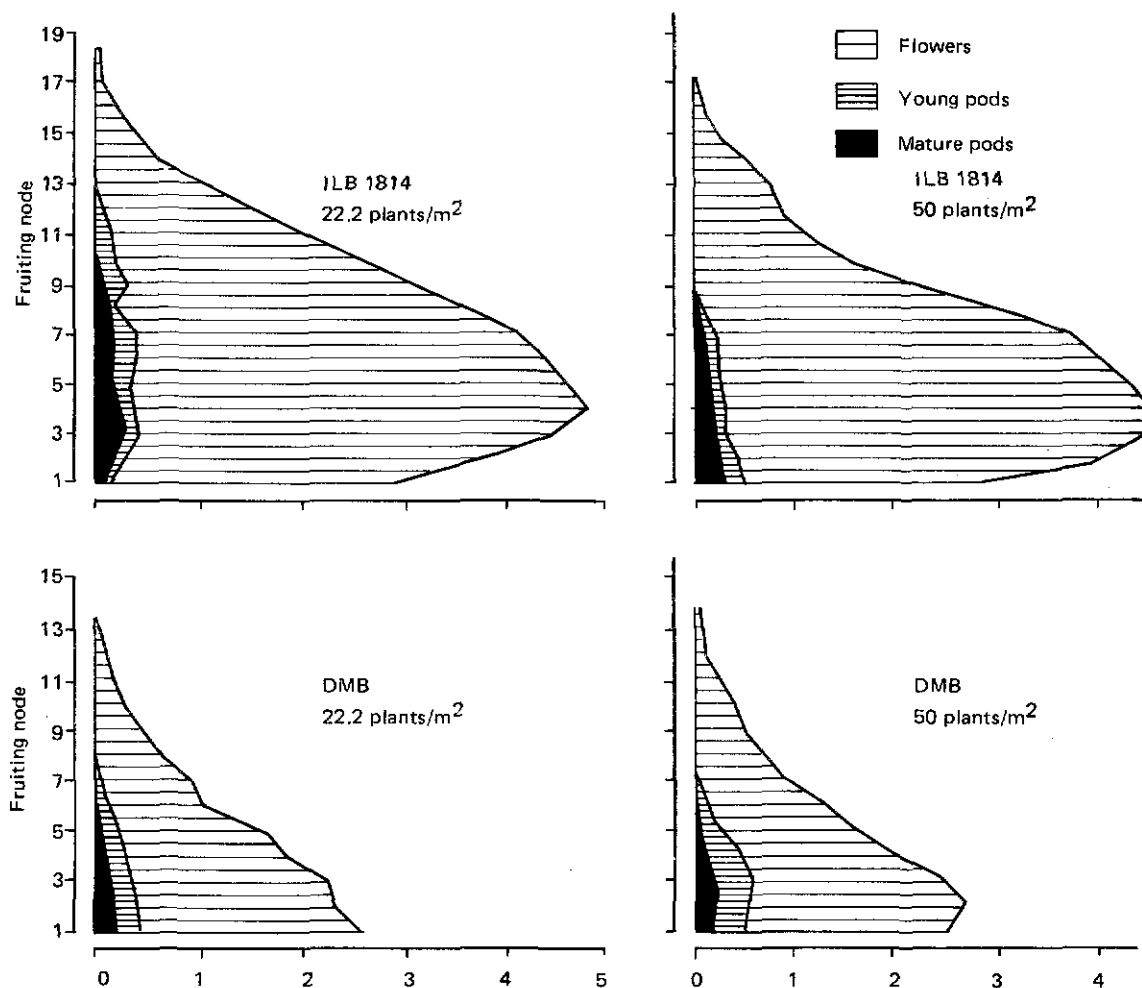 19
17
15
13
11
9
7
5
3
1
Fruiting node
ILB 1814
22.2 plants/m²
0 1 2 3 4 5
Flowers
Young pods
Mature pods
ILB 1814
50 plants/m²
0 1 2 3 4
15
13
11
9
7
5
3
1
Fruiting node
DMB
22.2 plants/m²
0 1 2 3 4 5
DMB
50 plants/m²
0 1 2 3 4